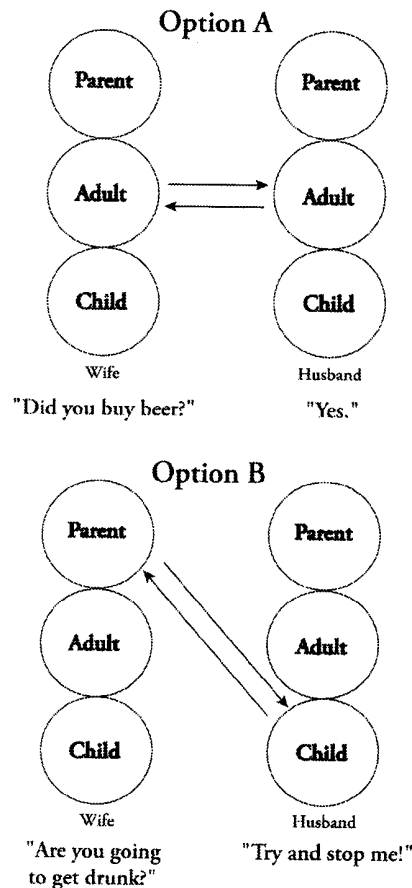 Option A
Parent Parent
Adult Adult
Child Child
Wife Husband
"Did you buy beer?" "Yes."
Option B
Parent Parent
Adult Adult
Child Child
Wife Husband
"Are you going "Try and stop me!"
to get drunk?"